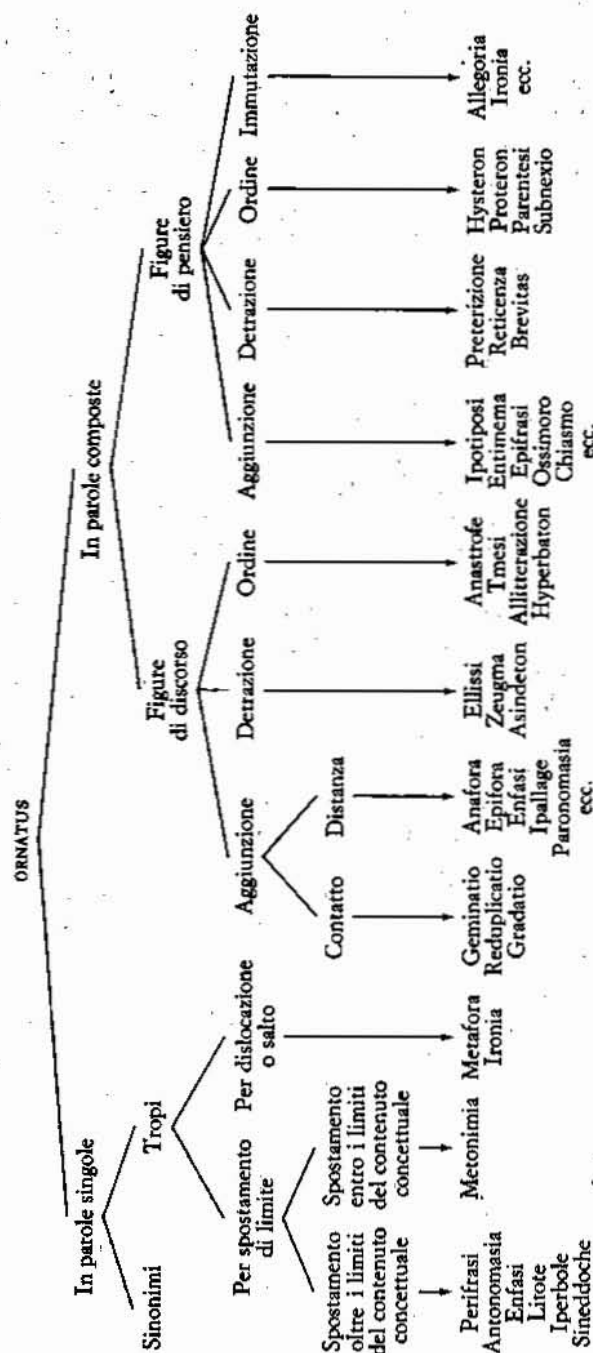 ORNATUS
In parole singole
In parole composte
Sinonimi
Tropi
Figure
di discorso
Figure
di pensiero
Per spostamento
di limite
Per dislocazione
o salto
Aggiunzione
Detrazione
Ordine
Aggiunzione
Detrazione
Ordine
Immutazione
Spostamento
oltre i limiti
del contenuto
concettuale
Spostamento
entro i limiti
del contenuto
concettuale
Contatto
Distanza
Perifrasi
Antonomasia
Enfasi
Litote
Iperbole
Sineddoche
Metonimia
Metafora
Ironia
Geminatio
Reduplicatio
Gradatio
Anafora
Epifora
Enfasi
Ipallage
Paronomasia
ecc.
Ellissi
Zeugma
Asindeton
Anastrofe
Tmesi
Allitterazione
Hyperbaton
Ipotiposi
Entimema
Epifrasi
Ossimoro
Chiasmo
ecc.
Preterizione
Reticenza
Brevitas
Hysteron
Proteron
Parentesi
Subnexio
Allegoria
Ironia
ecc.